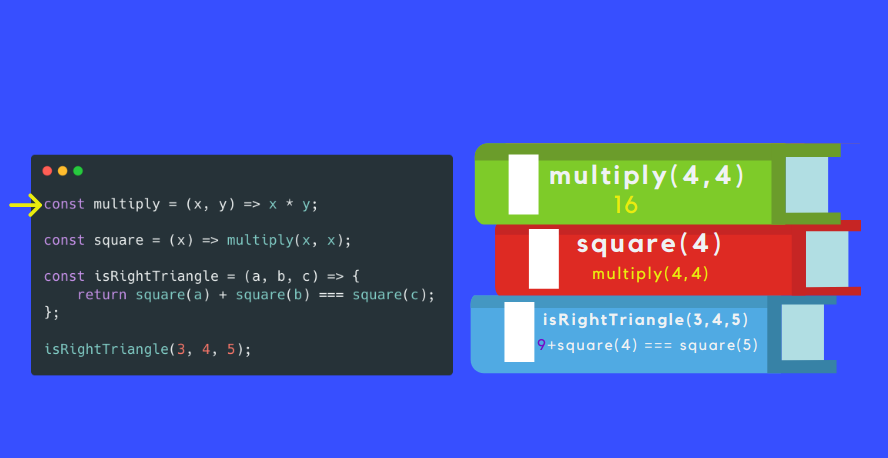 const multiply = (x, y) => x * y;
const square = (x) => multiply(x, x);
const isRightTriangle = (a, b, c) => {
    return square(a) + square(b) === square(c);
};
isRightTriangle(3, 4, 5);
multiply(4,4)
16
square(4)
multiply(4,4)
isRightTriangle(3,4,5)
9+square(4) === square(5)